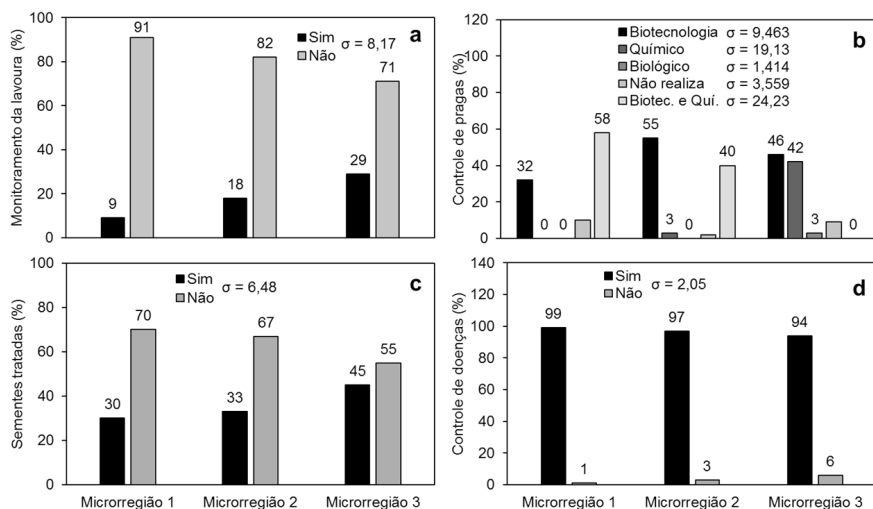 Monitoramento da lavoura (%)
100
80
60
40
20
0
Sim
Não
σ = 8,17
a
9
91
18
82
29
71
Controle de pragas (%)
120
100
80
60
40
20
0
b
Biotecnologia σ = 9,463
Químico σ = 19,13
Biológico σ = 1,414
Não realiza σ = 3,559
Biotec. e Quí. σ = 24,23
32
0
0
58
55
3
0
40
46
42
3
0
Sementes tratadas (%)
100
80
60
40
20
0
Sim
Não
σ = 6,48
c
30
70
33
67
45
55
Microrregião 1
Microrregião 2
Microrregião 3
Controle de doenças (%)
140
120
100
80
60
40
20
0
Sim
Não
σ = 2,05
d
99
1
97
3
94
6
Microrregião 1
Microrregião 2
Microrregião 3